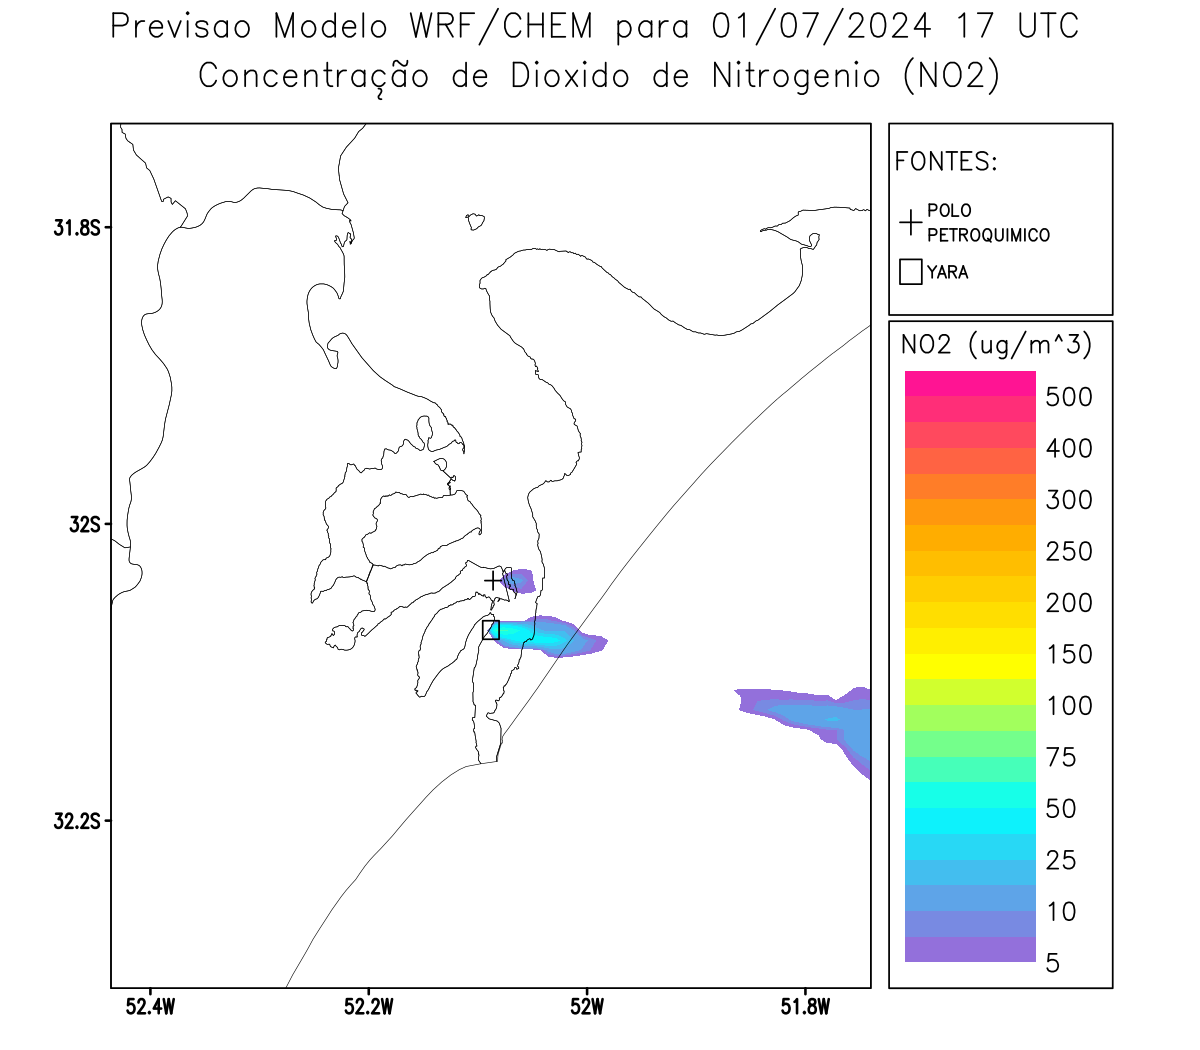 Previsao Modelo WRF/CHEM para 01/07/2024 17 UTC
Concentração de Dioxido de Nitrogenio (NO2)
FONTES:
POLO
PETROQUIMICO
YARA
NO2 (ug/m^3)
500
400
300
250
200
150
100
75
50
25
10
5
31.8S
32S
32.2S
52.4W
52.2W
52W
51.8W